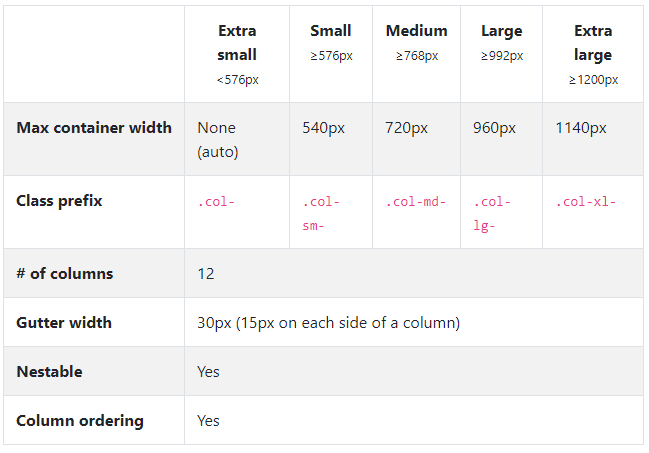 Extra small <576px
Small ≥576px
Medium ≥768px
Large ≥992px
Extra large ≥1200px
Max container width
None (auto)
540px
720px
960px
1140px
Class prefix
.col-
.col-sm-
.col-md-
.col-lg-
.col-xl-
# of columns
12
Gutter width
30px (15px on each side of a column)
Nestable
Yes
Column ordering
Yes